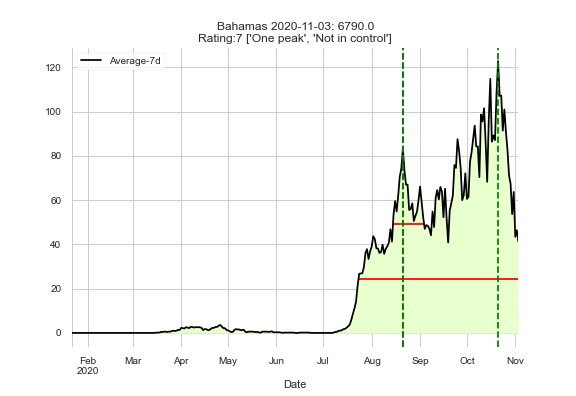 Bahamas 2020-11-03: 6790.0
Rating:7 ['One peak', 'Not in control']
Average-7d
120
100
80
60
40
20
0
Feb Mar Apr May Jun Jul Aug Sep Oct Nov
2020
Date